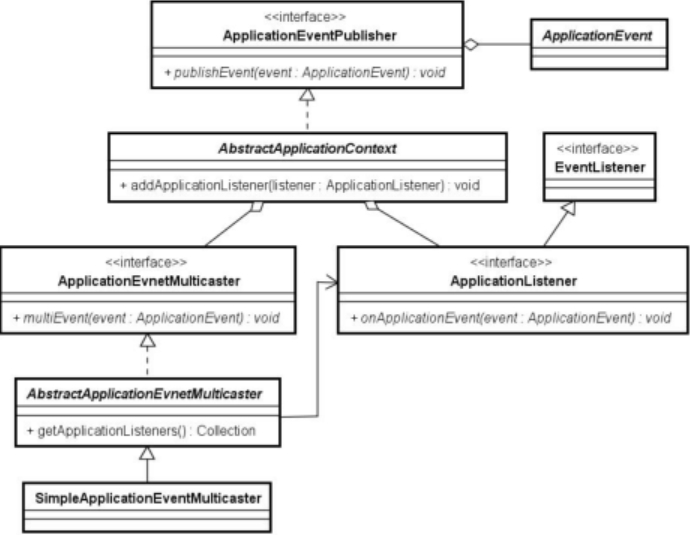 <<interface>>
ApplicationEventPublisher
+ publishEvent(event : ApplicationEvent) : void
ApplicationEvent
AbstractApplicationContext
+ addApplicationListener(listener : ApplicationListener) : void
<<interface>>
EventListener
<<interface>>
ApplicationEvnetMulticaster
+ multiEvent(event : ApplicationEvent) : void
<<interface>>
ApplicationListener
+ onApplicationEvent(event : ApplicationEvent) : void
AbstractApplicationEvnetMulticaster
+ getApplicationListeners() : Collection
SimpleApplicationEventMulticaster